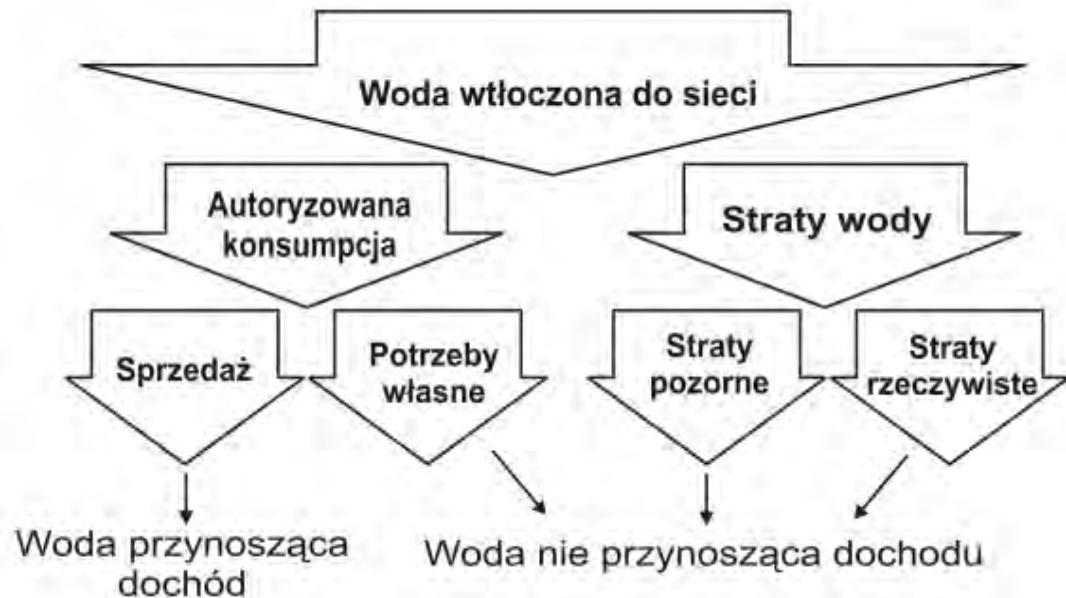 Woda wtłoczona do sieci
Autoryzowana
konsumpcja
Straty wody
Sprzedaż
Potrzeby
własne
Straty
pozorne
Straty
rzeczywiste
Woda przynosząca
dochód
Woda nie przynosząca dochodu